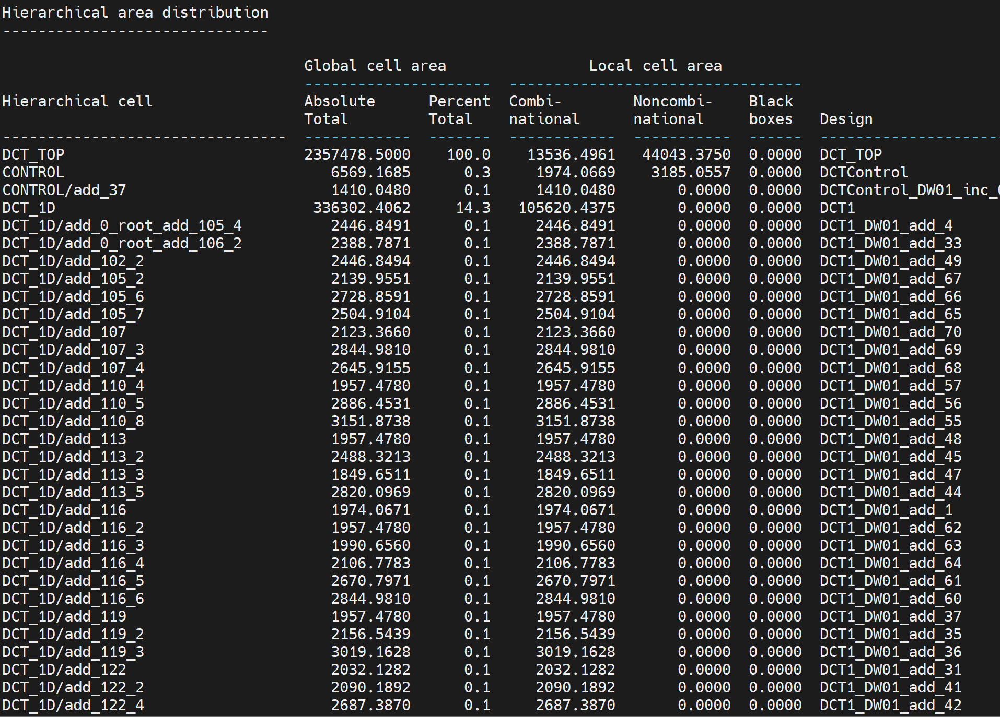 Hierarchical area distribution
------------------------------
Global cell area Local cell area
--------------------- ---------------------------------
Hierarchical cell Absolute Percent Combi- Noncombi- Black
Total Total national national boxes Design
-------------------------------- ------------ ------- ------------ ----------- ------ ---------------------
DCT_TOP 2357478.5000 100.0 13536.4961 44043.3750 0.0000 DCT_TOP
CONTROL 6569.1685 0.3 1974.0669 3185.0557 0.0000 DCTControl
CONTROL/add_37 1410.0480 0.1 1410.0480 0.0000 0.0000 DCTControl_DW01_inc_
DCT_1D 336302.4062 14.3 105620.4375 0.0000 0.0000 DCT1
DCT_1D/add_0_root_add_105_4 2446.8491 0.1 2446.8491 0.0000 0.0000 DCT1_DW01_add_4
DCT_1D/add_0_root_add_106_2 2388.7871 0.1 2388.7871 0.0000 0.0000 DCT1_DW01_add_33
DCT_1D/add_102_2 2446.8494 0.1 2446.8494 0.0000 0.0000 DCT1_DW01_add_49
DCT_1D/add_105_2 2139.9551 0.1 2139.9551 0.0000 0.0000 DCT1_DW01_add_67
DCT_1D/add_105_6 2728.8591 0.1 2728.8591 0.0000 0.0000 DCT1_DW01_add_66
DCT_1D/add_105_7 2504.9104 0.1 2504.9104 0.0000 0.0000 DCT1_DW01_add_65
DCT_1D/add_107 2123.3660 0.1 2123.3660 0.0000 0.0000 DCT1_DW01_add_70
DCT_1D/add_107_3 2844.9810 0.1 2844.9810 0.0000 0.0000 DCT1_DW01_add_69
DCT_1D/add_107_4 2645.9155 0.1 2645.9155 0.0000 0.0000 DCT1_DW01_add_68
DCT_1D/add_110_4 1957.4780 0.1 1957.4780 0.0000 0.0000 DCT1_DW01_add_57
DCT_1D/add_110_5 2886.4531 0.1 2886.4531 0.0000 0.0000 DCT1_DW01_add_56
DCT_1D/add_110_8 3151.8738 0.1 3151.8738 0.0000 0.0000 DCT1_DW01_add_55
DCT_1D/add_113 1957.4780 0.1 1957.4780 0.0000 0.0000 DCT1_DW01_add_48
DCT_1D/add_113_2 2488.3213 0.1 2488.3213 0.0000 0.0000 DCT1_DW01_add_45
DCT_1D/add_113_3 1849.6511 0.1 1849.6511 0.0000 0.0000 DCT1_DW01_add_47
DCT_1D/add_113_5 2820.0969 0.1 2820.0969 0.0000 0.0000 DCT1_DW01_add_44
DCT_1D/add_116 1974.0671 0.1 1974.0671 0.0000 0.0000 DCT1_DW01_add_1
DCT_1D/add_116_2 1957.4780 0.1 1957.4780 0.0000 0.0000 DCT1_DW01_add_62
DCT_1D/add_116_3 1990.6560 0.1 1990.6560 0.0000 0.0000 DCT1_DW01_add_63
DCT_1D/add_116_4 2106.7783 0.1 2106.7783 0.0000 0.0000 DCT1_DW01_add_64
DCT_1D/add_116_5 2670.7971 0.1 2670.7971 0.0000 0.0000 DCT1_DW01_add_61
DCT_1D/add_116_6 2844.9810 0.1 2844.9810 0.0000 0.0000 DCT1_DW01_add_60
DCT_1D/add_119 1957.4780 0.1 1957.4780 0.0000 0.0000 DCT1_DW01_add_37
DCT_1D/add_119_2 2156.5439 0.1 2156.5439 0.0000 0.0000 DCT1_DW01_add_35
DCT_1D/add_119_3 3019.1628 0.1 3019.1628 0.0000 0.0000 DCT1_DW01_add_36
DCT_1D/add_122 2032.1282 0.1 2032.1282 0.0000 0.0000 DCT1_DW01_add_31
DCT_1D/add_122_2 2090.1892 0.1 2090.1892 0.0000 0.0000 DCT1_DW01_add_41
DCT_1D/add_122_4 2687.3870 0.1 2687.3870 0.0000 0.0000 DCT1_DW01_add_42